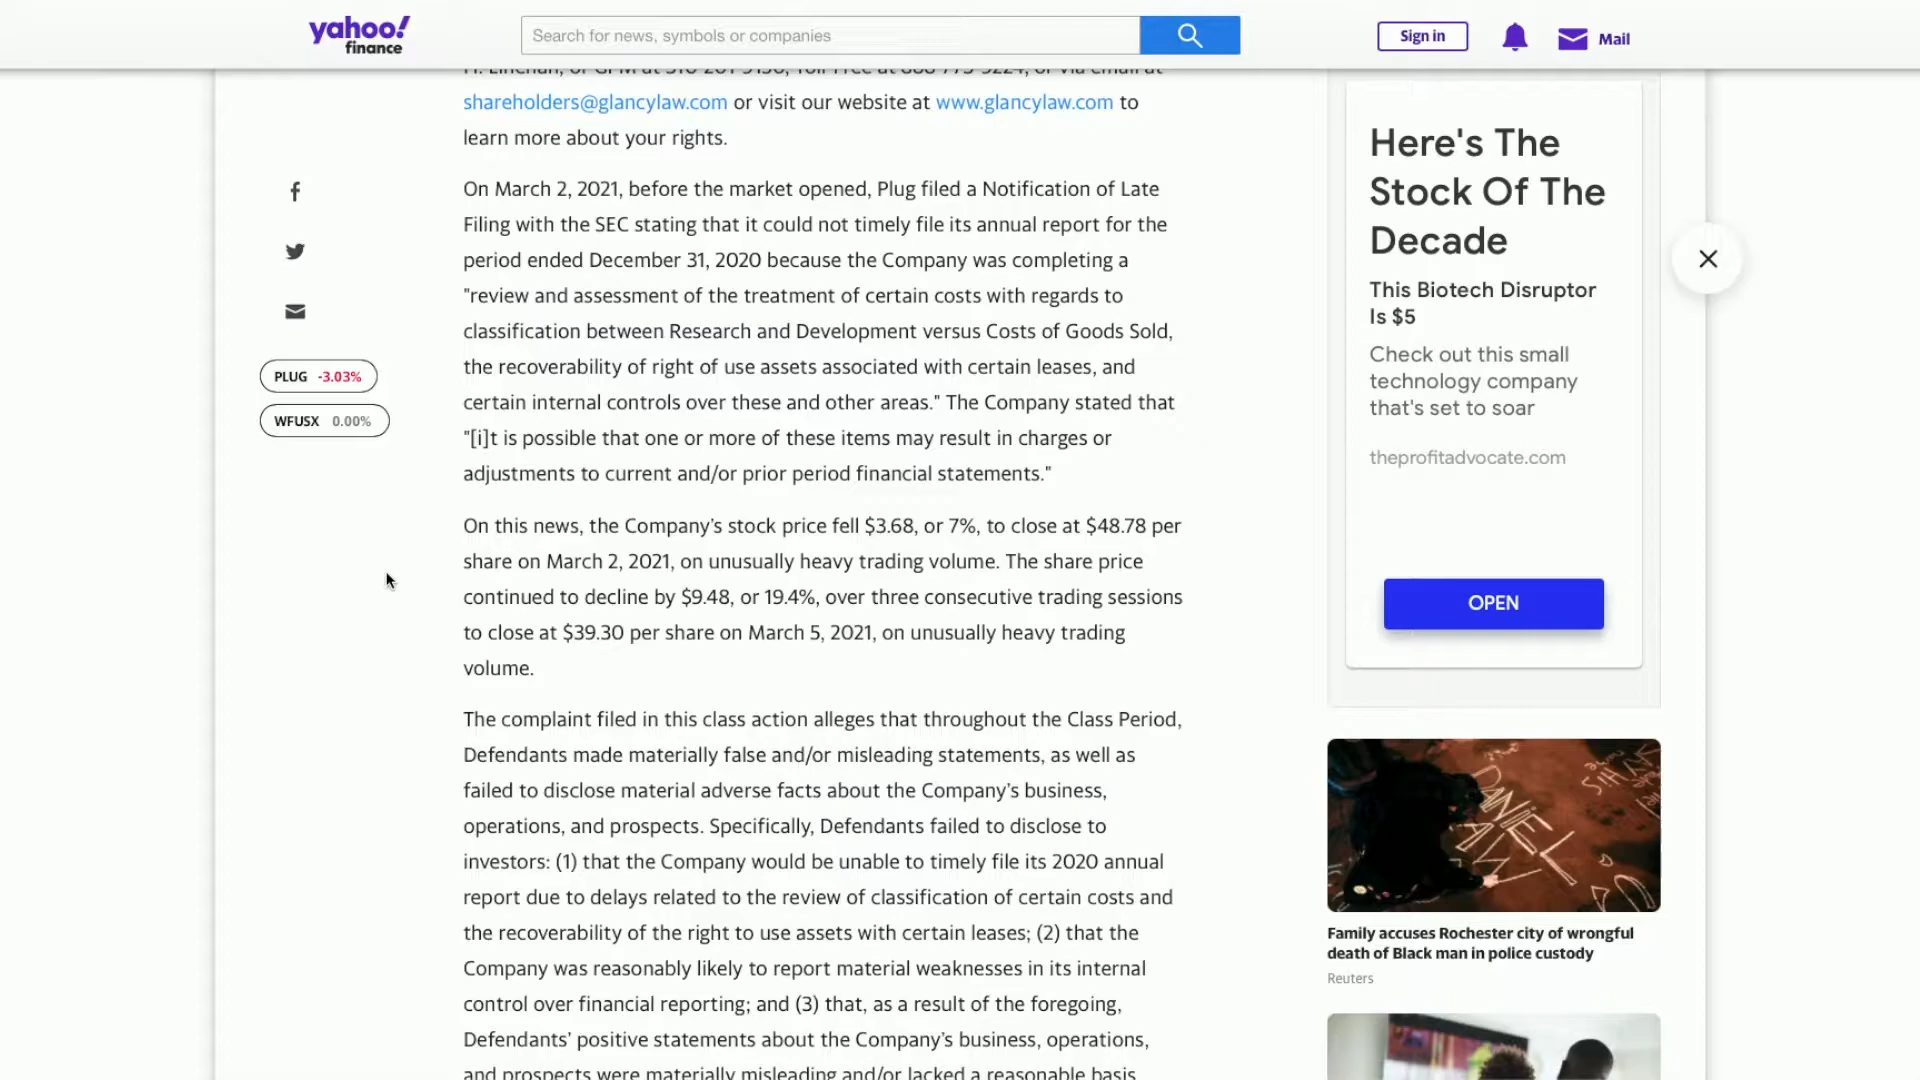 yahoo!
finance
Search for news, symbols or companies
Sign in
Mail
H. Linehan, of GPM at 310-201-9150, Toll-Free at 888-773-9224, or via email at
shareholders@glancylaw.com or visit our website at www.glancylaw.com to
learn more about your rights.
On March 2, 2021, before the market opened, Plug filed a Notification of Late
Filing with the SEC stating that it could not timely file its annual report for the
period ended December 31, 2020 because the Company was completing a
"review and assessment of the treatment of certain costs with regards to
classification between Research and Development versus Costs of Goods Sold,
the recoverability of right of use assets associated with certain leases, and
certain internal controls over these and other areas." The Company stated that
"[i]t is possible that one or more of these items may result in charges or
adjustments to current and/or prior period financial statements."
On this news, the Company's stock price fell $3.68, or 7%, to close at $48.78 per
share on March 2, 2021, on unusually heavy trading volume. The share price
continued to decline by $9.48, or 19.4%, over three consecutive trading sessions
to close at $39.30 per share on March 5, 2021, on unusually heavy trading
volume.
The complaint filed in this class action alleges that throughout the Class Period,
Defendants made materially false and/or misleading statements, as well as
failed to disclose material adverse facts about the Company's business,
operations, and prospects. Specifically, Defendants failed to disclose to
investors: (1) that the Company would be unable to timely file its 2020 annual
report due to delays related to the review of classification of certain costs and
the recoverability of the right to use assets with certain leases; (2) that the
Company was reasonably likely to report material weaknesses in its internal
control over financial reporting; and (3) that, as a result of the foregoing,
Defendants' positive statements about the Company's business, operations,
and prospects were materially misleading and/or lacked a reasonable basis
PLUG -3.03%
WFUSX 0.00%
Here's The
Stock Of The
Decade
This Biotech Disruptor
Is $5
Check out this small
technology company
that's set to soar
theprofitadvocate.com
OPEN
DANIEL
HIS
Family accuses Rochester city of wrongful
death of Black man in police custody
Reuters